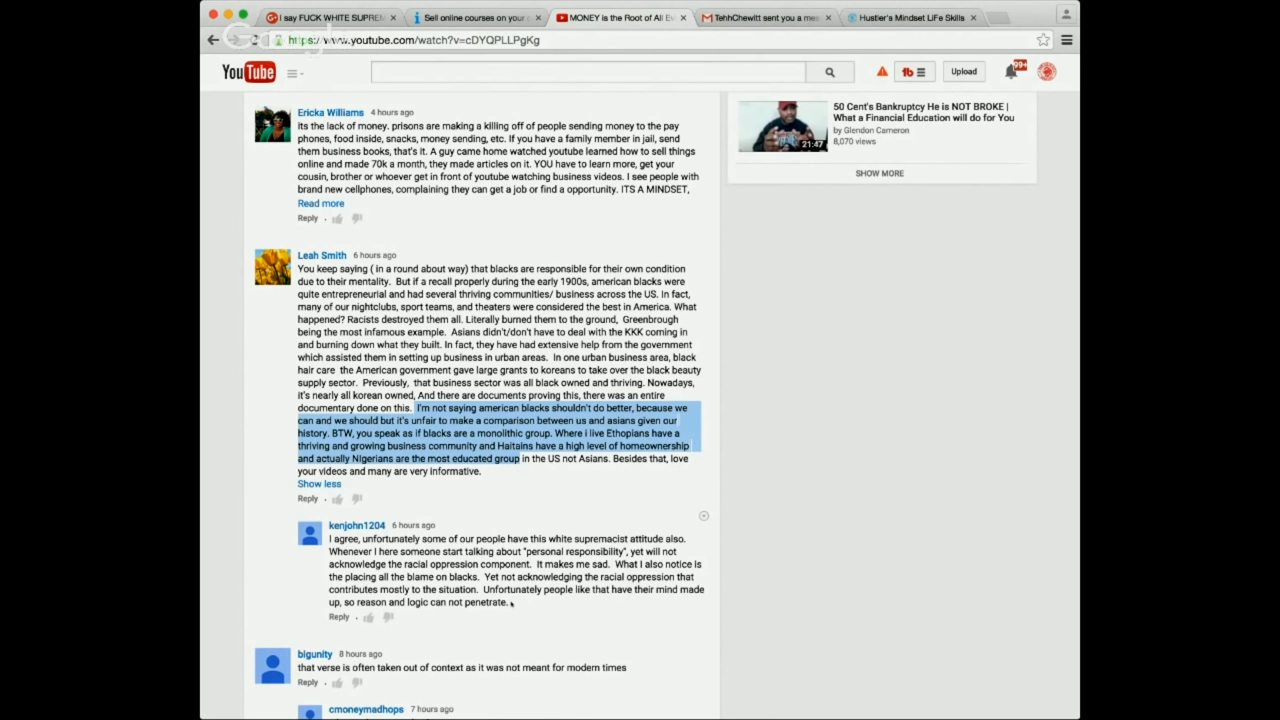 I say FUCK WHITE SUPREM
Sell online courses on your
MONEY is the Root of All Ev
TehhChewitt sent you a mes
Hustler's Mindset LiFe Skills
https://www.youtube.com/watch?v=cDYQPLLPgKg
YouTube
Upload
99+
Ericka Williams 4 hours ago
its the lack of money. prisons are making a killing off of people sending money to the pay
phones, food inside, snacks, money sending, etc. If you have a family member in jail, send
them business books, that's it. A guy came home watched youtube learned how to sell things
online and made 70k a month, they made articles on it. YOU have to learn more, get your
cousin, brother or whoever get in front of youtube watching business videos. I see people with
brand new cellphones, complaining they can get a job or find a opportunity. ITS A MINDSET,
Read more
Reply
Leah Smith 6 hours ago
You keep saying ( in a round about way) that blacks are responsible for their own condition
due to their mentality. But if a recall properly during the early 1900s, american blacks were
quite entrepreneurial and had several thriving communities/ business across the US. In fact,
many of our nightclubs, sport teams, and theaters were considered the best in America. What
happened? Racists destroyed them all. Literally burned them to the ground, Greenbrough
being the most infamous example. Asians didn't/don't have to deal with the KKK coming in
and burning down what they built. In fact, they have had extensive help from the government
which assisted them in setting up business in urban areas. In one urban business area, black
hair care the American government gave large grants to koreans to take over the black beauty
supply sector. Previously, that business sector was all black owned and thriving. Nowadays,
it's nearly all korean owned, And there are documents proving this, there was an entire
documentary done on this. I'm not saying american blacks shouldn't do better, because we
can and we should but it's unfair to make a comparison between us and asians given our
history. BTW, you speak as if blacks are a monolithic group. Where i live Ethopians have a
thriving and growing business community and Haitains have a high level of homeownership
and actually Nigerians are the most educated group in the US not Asians. Besides that, love
your videos and many are very informative.
Show less
Reply
kenjohn1204 6 hours ago
I agree, unfortunately some of our people have this white supremacist attitude also.
Whenever I here someone start talking about "personal responsibility", yet will not
acknowledge the racial oppression component. It makes me sad. What I also notice is
the placing all the blame on blacks. Yet not acknowledging the racial oppression that
contributes mostly to the situation. Unfortunately people like that have their mind made
up, so reason and logic can not penetrate.
Reply
bigunity 8 hours ago
that verse is often taken out of context as it was not meant for modern times
Reply
cmoneymadhops 7 hours ago
50 Cent's Bankruptcy He is NOT BROKE |
What a Financial Education will do for You
by Glendon Cameron
8,070 views
21:47
SHOW MORE